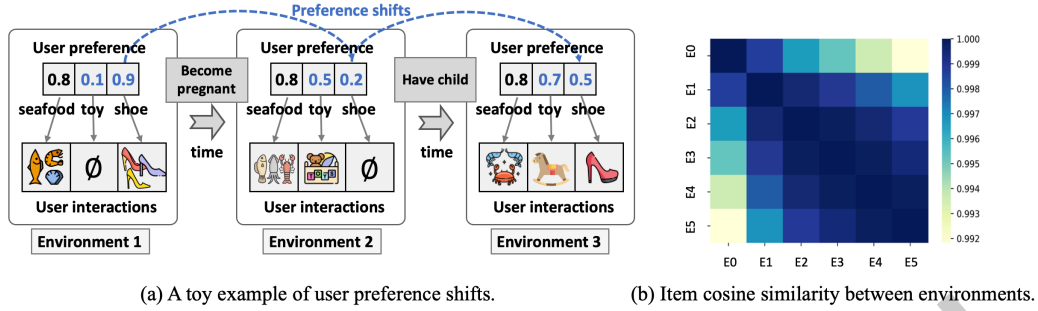 Preference shifts
User preference
0.8 0.1 0.9
seafood toy shoe
Ø
User interactions
Environment 1
Become
pregnant
time
User preference
0.8 0.5 0.2
seafood toy shoe
TOYS
Ø
User interactions
Environment 2
Have child
time
User preference
0.8 0.7 0.5
seafood toy shoe
User interactions
Environment 3
(a) A toy example of user preference shifts.
E0
E1
E2
E3
E4
E5
E0 E1 E2 E3 E4 E5
1.000
0.999
0.998
0.997
0.996
0.995
0.994
0.993
0.992
(b) Item cosine similarity between environments.